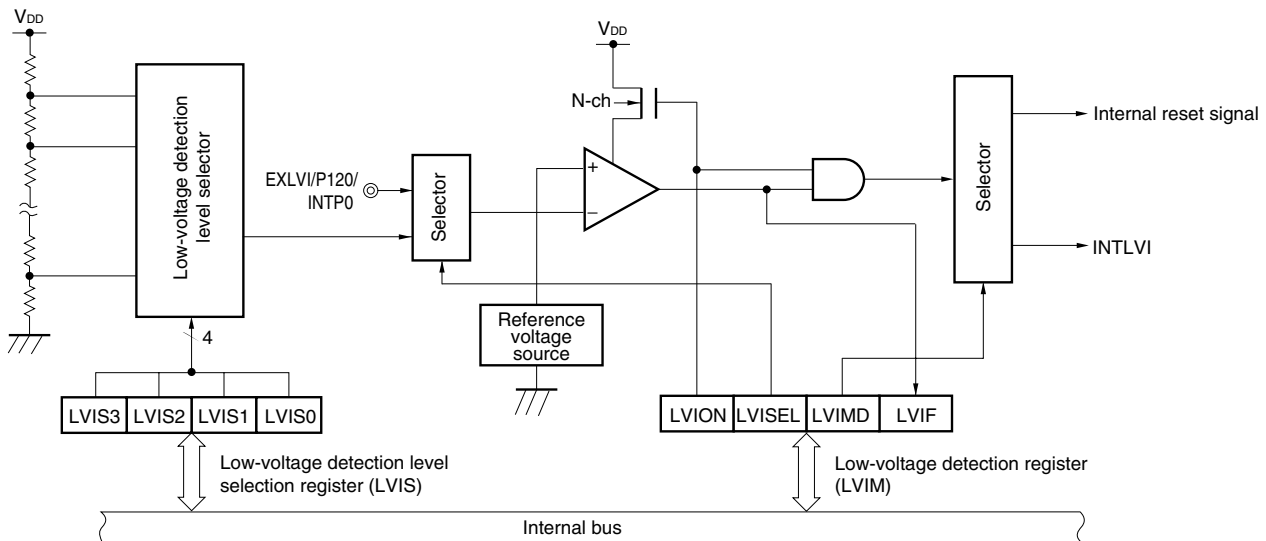 VDD
VDD
N-ch
Low-voltage detection
level selector
EXLVI/P120/
INTP0
Selector
+
−
Selector
Internal reset signal
INTLVI
Reference
voltage
source
4
LVIS3 LVIS2 LVIS1 LVIS0
LVION LVISEL LVIMD LVIF
Low-voltage detection level
selection register (LVIS)
Low-voltage detection register
(LVIM)
Internal bus